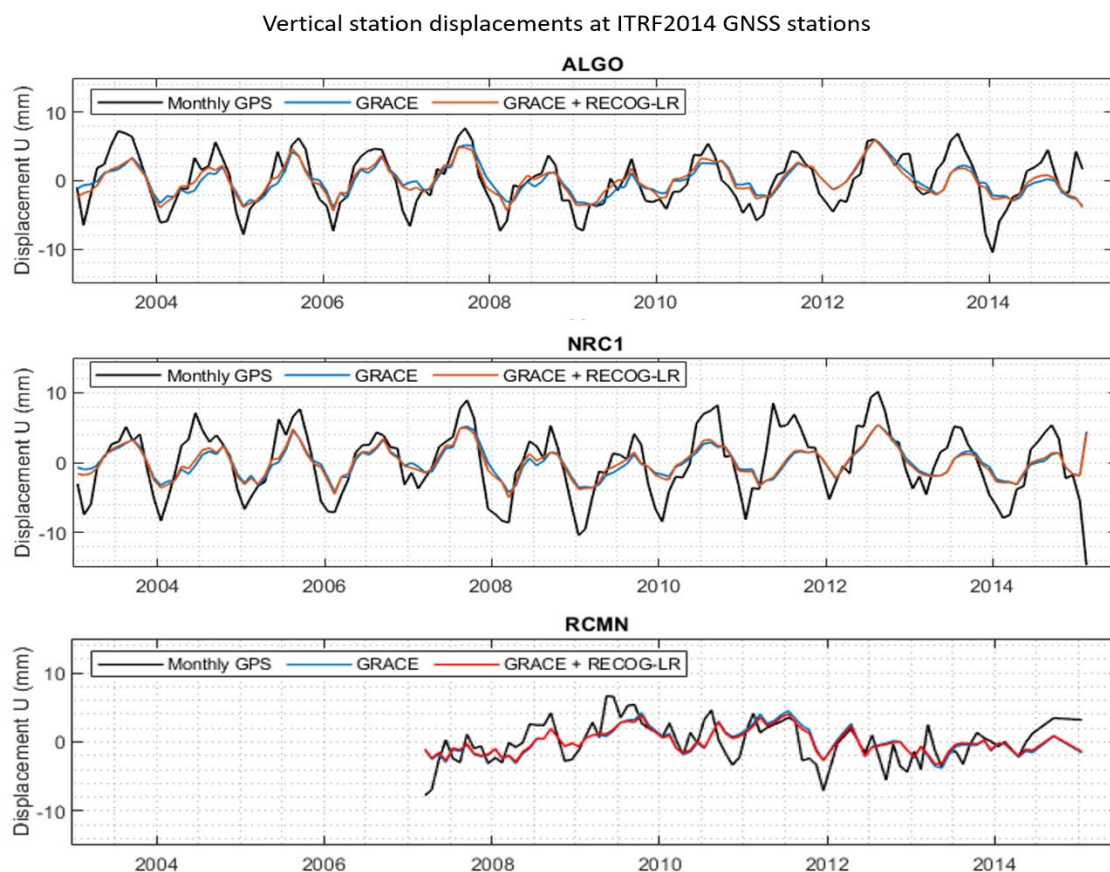 Vertical station displacements at ITRF2014 GNSS stations
ALGO
Monthly GPS GRACE GRACE + RECOG-LR
Displacement U (mm)
10
0
-10
2004 2006 2008 2010 2012 2014
NRC1
Monthly GPS GRACE GRACE + RECOG-LR
Displacement U (mm)
10
0
-10
2004 2006 2008 2010 2012 2014
RCMN
Monthly GPS GRACE GRACE + RECOG-LR
Displacement U (mm)
10
0
-10
2004 2006 2008 2010 2012 2014